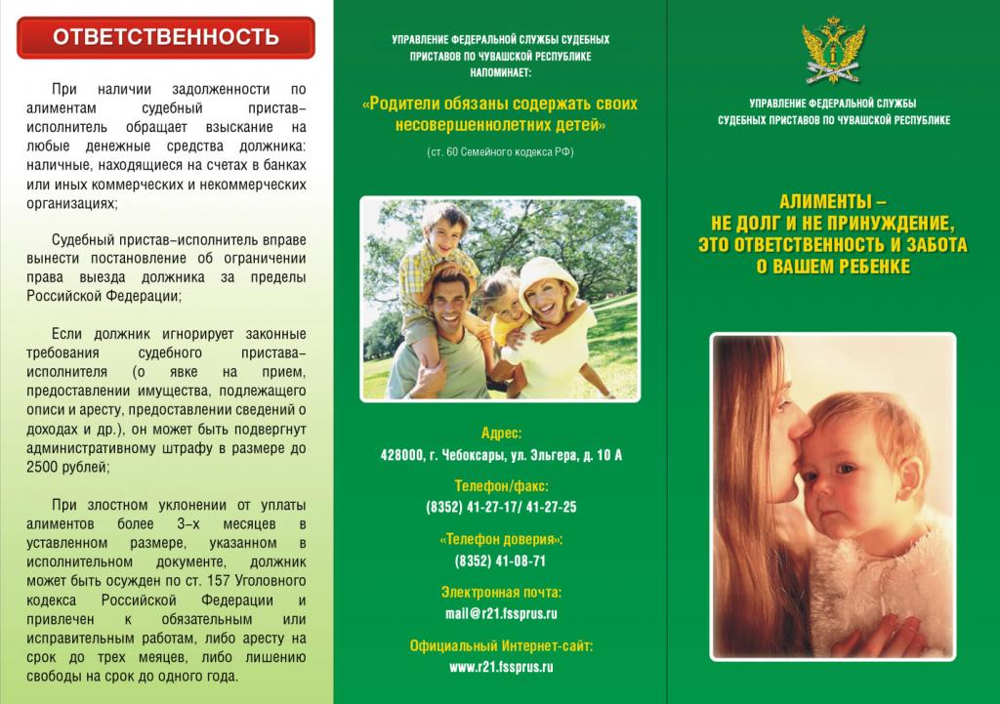 ОТВЕТСТВЕННОСТЬ
При наличии задолженности по
алиментам судебный пристав–
исполнитель обращает взыскание на
любые денежные средства должника:
наличные, находящиеся на счетах в банках
или иных коммерческих и некоммерческих
организациях;
Судебный пристав–исполнитель вправе
вынести постановление об ограничении
права выезда должника за пределы
Российской Федерации;
Если должник игнорирует законные
требования судебного пристава–
исполнителя (о явке на прием,
предоставлении имущества, подлежащего
описи и аресту, предоставлении сведений о
доходах и др.), он может быть подвергнут
административному штрафу в размере до
2500 рублей;
При злостном уклонении от уплаты
алиментов более 3–х месяцев в
уставленном размере, указанном в
исполнительном документе, должник
может быть осужден по ст. 157 Уголовного
кодекса Российской Федерации и
привлечен к обязательным или
исправительным работам, либо аресту на
срок до трех меяцев, либо лишению
свободы на срок до одного года.
УПРАВЛЕНИЕ ФЕДЕРАЛЬНОЙ СЛУЖБЫ СУДЕБНЫХ
ПРИСТАВОВ ПО ЧУВАШСКОЙ РЕСПУБЛИКЕ
НАПОМИНАЕТ:
«Родители обязаны содержать своих
несовершеннолетних детей»
(ст. 60 Семейного кодекса РФ)
Адрес:
428000, г. Чебоксары, ул. Эльгера, д. 10 А
Телефон/факс:
(8352) 41-27-17/ 41-27-25
«Телефон доверия»:
(8352) 41-08-71
Электронная почта:
mail@r21.fssprus.ru
Официальный Интернет-сайт:
www.r21.fssprus.ru
УПРАВЛЕНИЕ ФЕДЕРАЛЬНОЙ СЛУЖБЫ
СУДЕБНЫХ ПРИСТАВОВ ПО ЧУВАШСКОЙ РЕСПУБЛИКЕ
АЛИМЕНТЫ –
НЕ ДОЛГ И НЕ ПРИНУЖДЕНИЕ,
ЭТО ОТВЕТСТВЕННОСТЬ И ЗАБОТА
О ВАШЕМ РЕБЕНКЕ